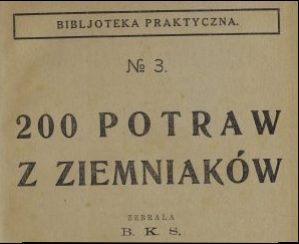 BIBLJOTEKA PRAKTYCZNA.
№ 3.
200 POTRAW
Z ZIEMNIAKÓW
ZEBRAŁA
B. K. S.